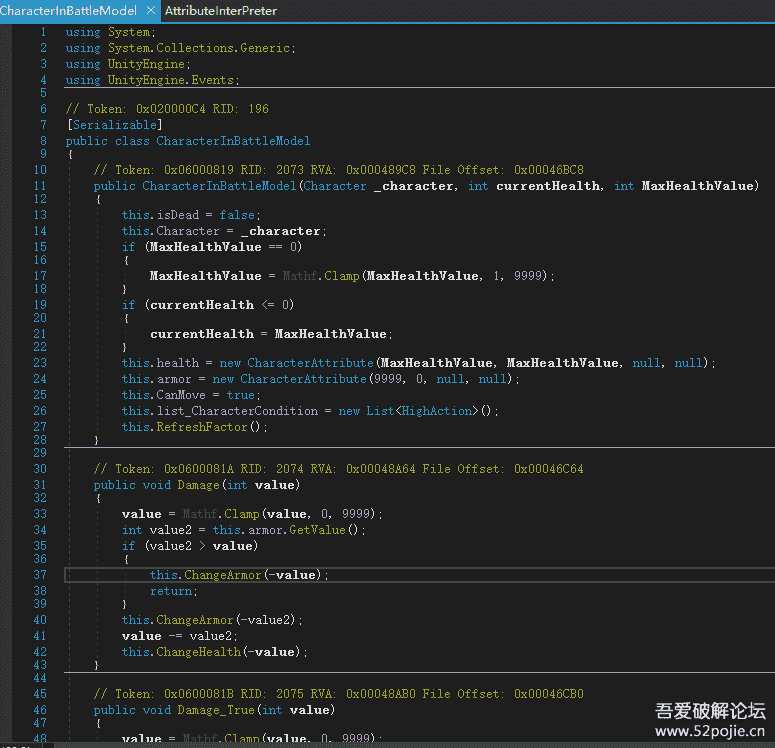 CharacterInBattleModel × AttributeInterPreter
1 using System;
2 using System.Collections.Generic;
3 using UnityEngine;
4 using UnityEngine.Events;
5
6 // Token: 0x020000C4 RID: 196
7 [Serializable]
8 public class CharacterInBattleModel
9 {
10 // Token: 0x06000819 RID: 2073 RVA: 0x000489C8 File Offset: 0x00046BC8
11 public CharacterInBattleModel(Character _character, int currentHealth, int MaxHealthValue)
12 {
13 this.isDead = false;
14 this.Character = _character;
15 if (MaxHealthValue == 0)
16 {
17 MaxHealthValue = Mathf.Clamp(MaxHealthValue, 1, 9999);
18 }
19 if (currentHealth <= 0)
20 {
21 currentHealth = MaxHealthValue;
22 }
23 this.health = new CharacterAttribute(MaxHealthValue, MaxHealthValue, null, null);
24 this.armor = new CharacterAttribute(9999, 0, null, null);
25 this.CanMove = true;
26 this.list_CharacterCondition = new List<HighAction>();
27 this.RefreshFactor();
28 }
29
30 // Token: 0x0600081A RID: 2074 RVA: 0x00048A64 File Offset: 0x00046C64
31 public void Damage(int value)
32 {
33 value = Mathf.Clamp(value, 0, 9999);
34 int value2 = this.armor.GetValue();
35 if (value2 > value)
36 {
37 this.ChangeArmor(-value);
38 return;
39 }
40 this.ChangeArmor(-value2);
41 value -= value2;
42 this.ChangeHealth(-value);
43 }
44
45 // Token: 0x0600081B RID: 2075 RVA: 0x00048AB0 File Offset: 0x00046CB0
46 public void Damage_True(int value)
47 {
48 value = Mathf.Clamp(value, 0, 9999);
吾爱破解论坛
www.52pojie.cn